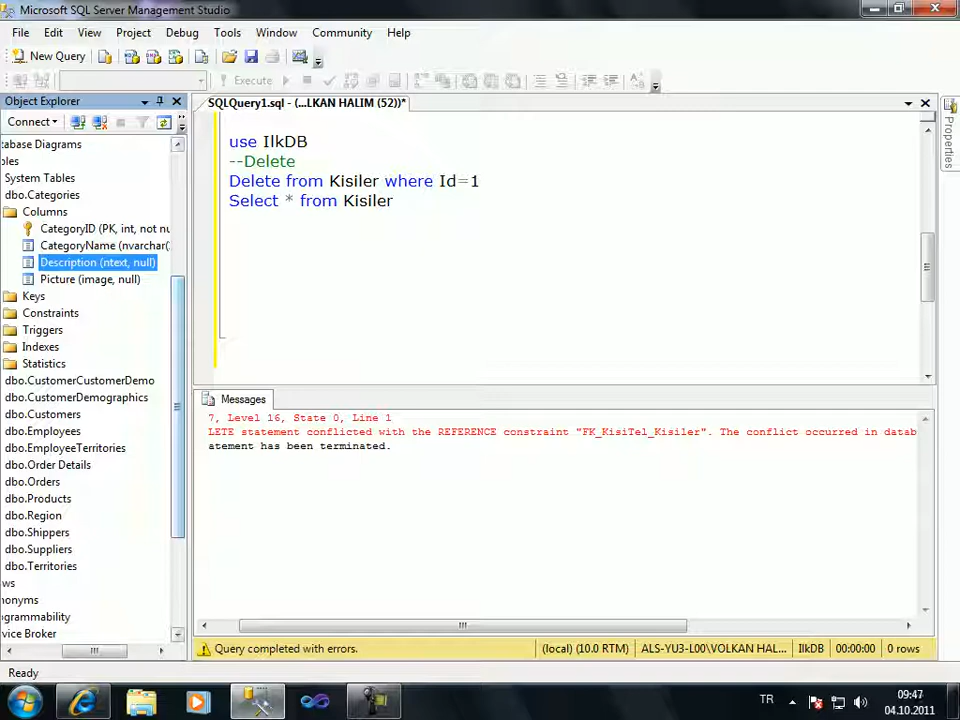 Microsoft SQL Server Management Studio
File Edit View Project Debug Tools Window Community Help
New Query
Execute
Object Explorer
Connect
SQLQuery1.sql - (...LKAN HALIM (52))*
Properties
tabase Diagrams
bles
System Tables
dbo.Categories
Columns
CategoryID (PK, int, not nu
CategoryName (nvarchar(
Description (ntext, null)
Picture (image, null)
Keys
Constraints
Triggers
Indexes
Statistics
dbo.CustomerCustomerDemo
dbo.CustomerDemographics
dbo.Customers
dbo.Employees
dbo.EmployeeTerritories
dbo.Order Details
dbo.Orders
dbo.Products
dbo.Region
dbo.Shippers
dbo.Suppliers
dbo.Territories
ws
nonyms
ogrammability
vice Broker
use IlkDB
--Delete
Delete from Kisiler where Id=1
Select * from Kisiler
Messages
7, Level 16, State 0, Line 1
LETE statement conflicted with the REFERENCE constraint "FK_KisiTel_Kisiler". The conflict occurred in datab
atement has been terminated.
Query completed with errors.
(local) (10.0 RTM)
ALS-YU3-L00\VOLKAN HAL...
IlkDB
00:00:00
0 rows
Ready
TR
09:47
04.10.2011